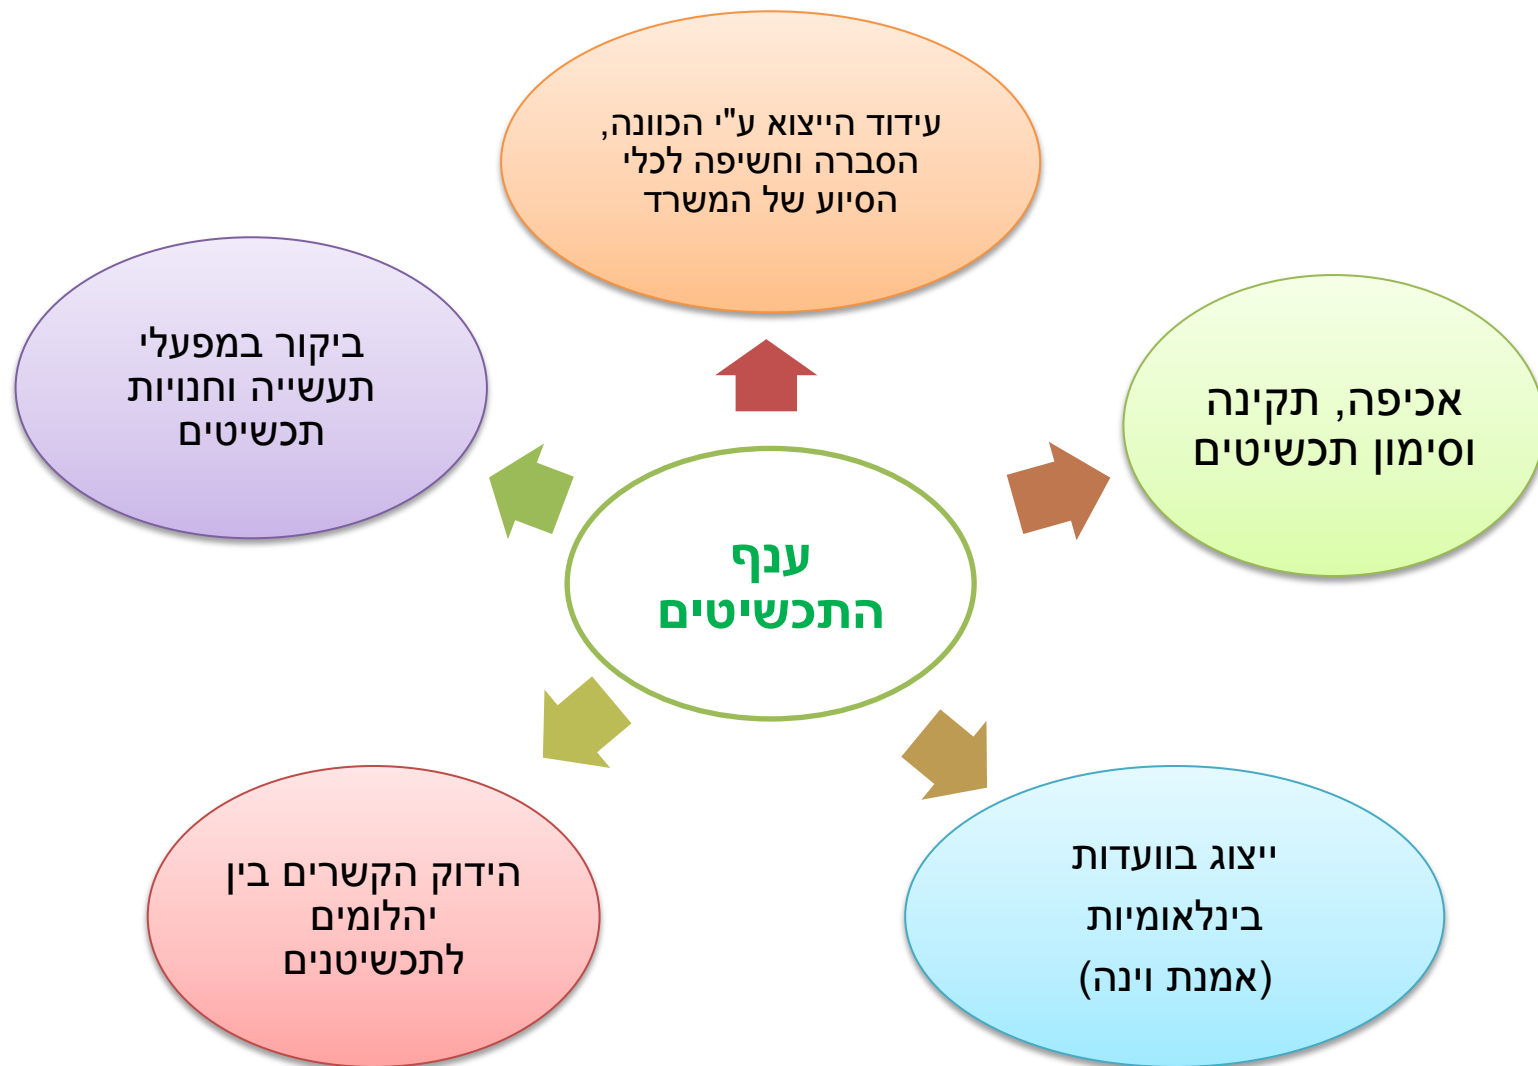 עידוד הייצוא ע"י הכוונה,
הסברה וחשיפה לכלי
הסיוע של המשרד
אכיפה, תקינה
וסימון תכשיטים
ייצוג בוועדות
בינלאומיות
(אמנת וינה)
הידוק הקשרים בין
יהלומים
לתכשיטנים
ביקור במפעלי
תעשייה וחנויות
תכשיטים
ענף
התכשיטים